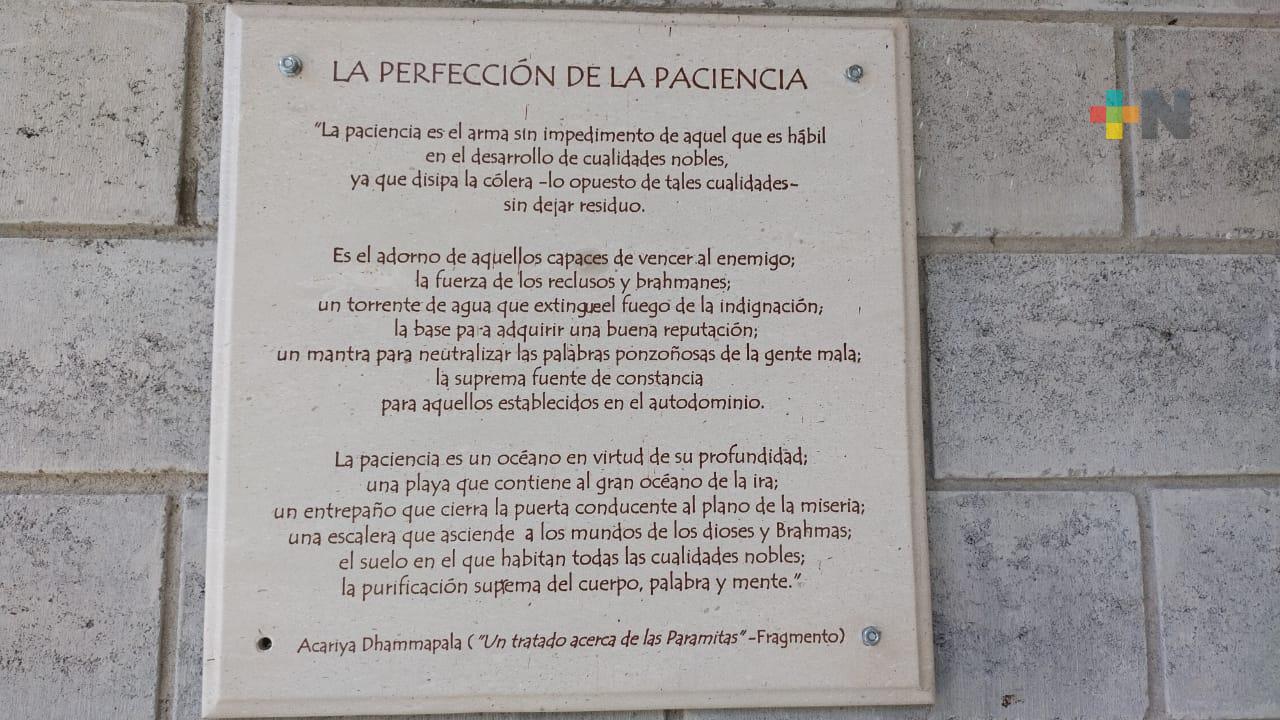 LA PERFECCIÓN DE LA PACIENCIA
“La paciencia es el arma sin impedimento de aquel que es hábil
en el desarrollo de cualidades nobles,
ya que disipa la cólera -lo opuesto de tales cualidades-
sin dejar residuo.
Es el adorno de aquellos capaces de vencer al enemigo;
la fuerza de los reclusos y brahmanes;
un torrente de agua que extingueel fuego de la indignación;
la base pa a adquirir una buena reputación;
un mantra para neutralizar las palabras ponzoñosas de la gente mala;
la suprema fuente de constancia
para aquellos establecidos en el autodominio.
La paciencia es un océano en virtud de su profundidad;
una playa que contiene al gran océano de la ira;
un entrepaño que cierra la puerta conducente al plano de la miseria;
una escalera que asciende a los mundos de los dioses y Brahmas;
el suelo en el que habitan todas las cualidades nobles;
la purificación suprema del cuerpo, palabra y mente.”
Acariya Dhammapala (“Un tratado acerca de las Paramitas” -Fragmento)
+N